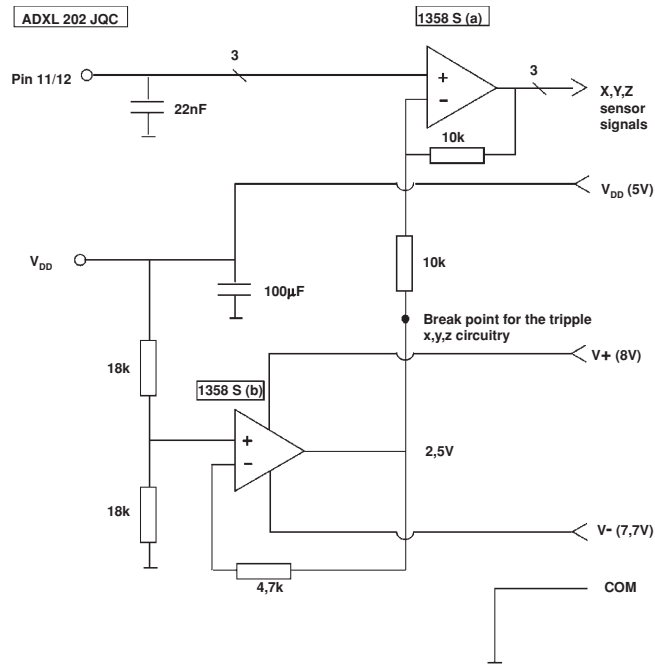 ADXL 202 JQC
1358 S (a)
3
Pin 11/12
+
3
22nF
−
X,Y,Z
sensor
signals
10k
VDD (5V)
10k
VDD
100µF
Break point for the tripple
x,y,z circuitry
V+ (8V)
18k
1358 S (b)
+
2,5V
−
18k
V- (7,7V)
4,7k
COM